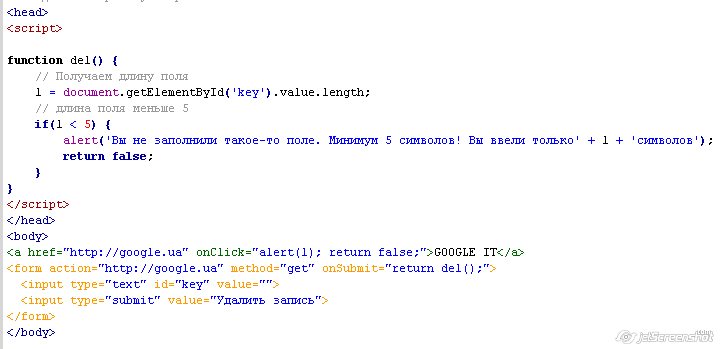 <head>
<script>
function del() {
// Получаем длину поля
l = document.getElementById('key').value.length;
// длина поля меньше 5
if(l < 5) {
alert('Вы не заполнили такое-то поле. Минимум 5 символов! Вы ввели только' + l + 'символов');
return false;
}
}
</script>
</head>
<body>
<a href="http://google.ua" onClick="alert(1); return false;">GOOGLE IT</a>
<form action="http://google.ua" method="get" onSubmit="return del();">
<input type="text" id="key" value="">
<input type="submit" value="Удалить запись">
</form>
</body>
jetScreenshot